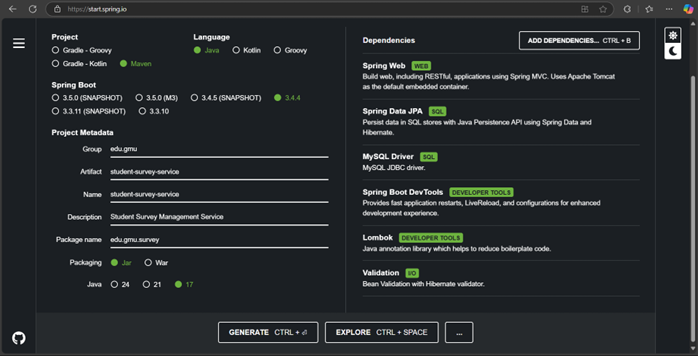 https://start.spring.io
Project
Language
Gradle - Groovy
Java
Kotlin
Groovy
Gradle - Kotlin
Maven
Spring Boot
3.5.0 (SNAPSHOT)
3.5.0 (M3)
3.4.5 (SNAPSHOT)
3.4.4
3.3.11 (SNAPSHOT)
3.3.10
Project Metadata
Group edu.gmu
Artifact student-survey-service
Name student-survey-service
Description Student Survey Management Service
Package name edu.gmu.survey
Packaging Jar War
Java 24 21 17
Dependencies
ADD DEPENDENCIES... CTRL + B
Spring Web WEB
Build web, including RESTful, applications using Spring MVC. Uses Apache Tomcat
as the default embedded container.
Spring Data JPA SQL
Persist data in SQL stores with Java Persistence API using Spring Data and
Hibernate.
MySQL Driver SQL
MySQL JDBC driver.
Spring Boot DevTools DEVELOPER TOOLS
Provides fast application restarts, LiveReload, and configurations for enhanced
development experience.
Lombok DEVELOPER TOOLS
Java annotation library which helps to reduce boilerplate code.
Validation I/O
Bean Validation with Hibernate validator.
GENERATE CTRL + ⏎
EXPLORE CTRL + SPACE
...